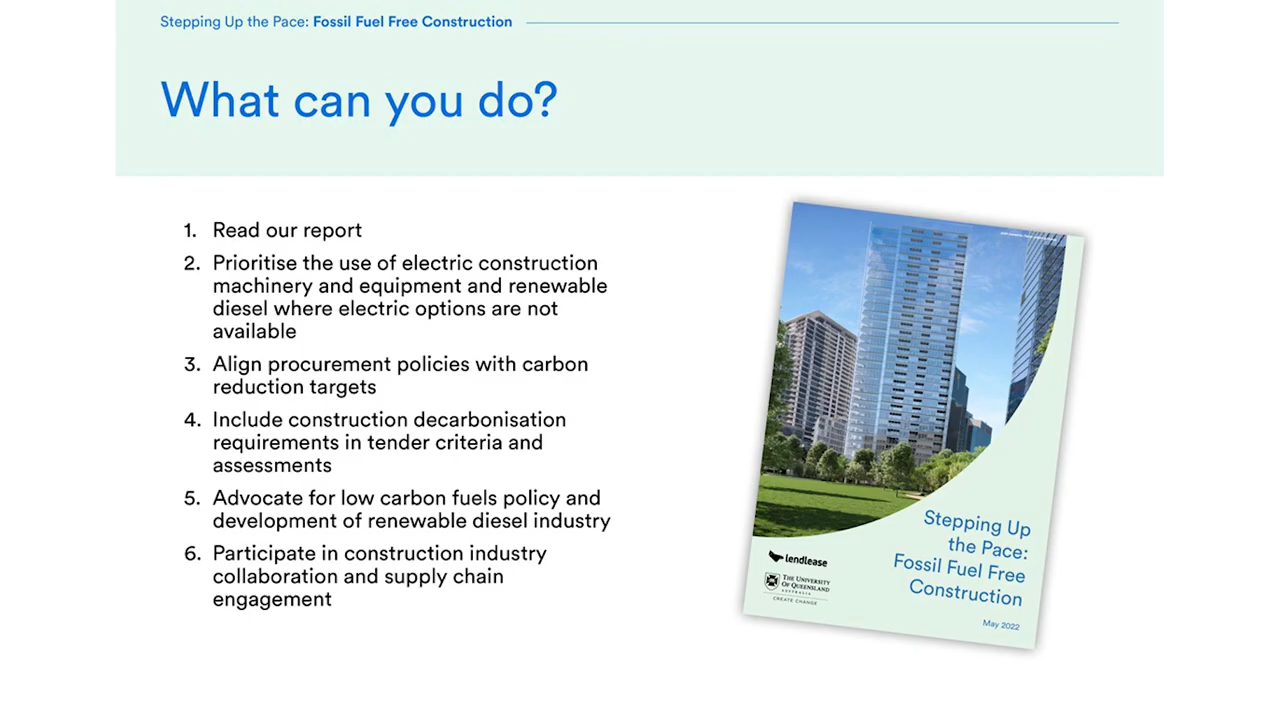 Stepping Up the Pace: Fossil Fuel Free Construction
What can you do?
1. Read our report
2. Prioritise the use of electric construction
machinery and equipment and renewable
diesel where electric options are not
available
3. Align procurement policies with carbon
reduction targets
4. Include construction decarbonisation
requirements in tender criteria and
assessments
5. Advocate for low carbon fuels policy and
development of renewable diesel industry
6. Participate in construction industry
collaboration and supply chain
engagement
Stepping Up
the Pace:
Fossil Fuel Free
Construction
May 2022
lendlease
THE UNIVERSITY
OF QUEENSLAND
AUSTRALIA
CREATE CHANGE